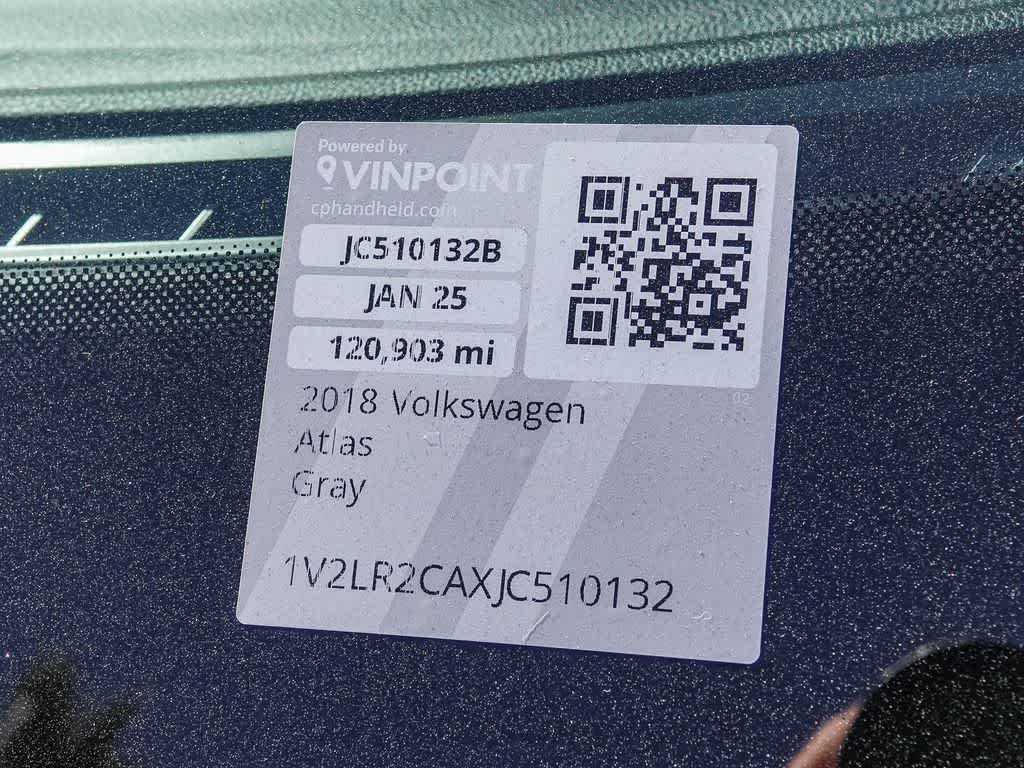 Powered by
VINPOINT
cphandheld.com
JC510132B
JAN 25
120,903 mi
02
2018 Volkswagen
Atlas
Gray
1V2LR2CAXJC510132